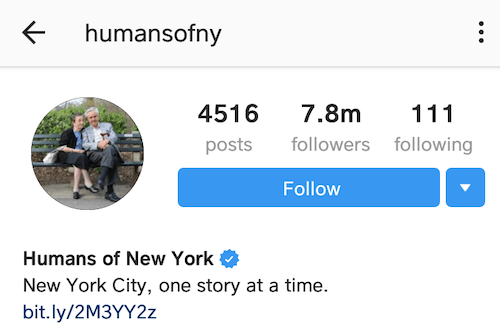 humansofny
4516 7.8m 111
posts followers following
Follow
Humans of New York
New York City, one story at a time.
bit.ly/2M3YY2z